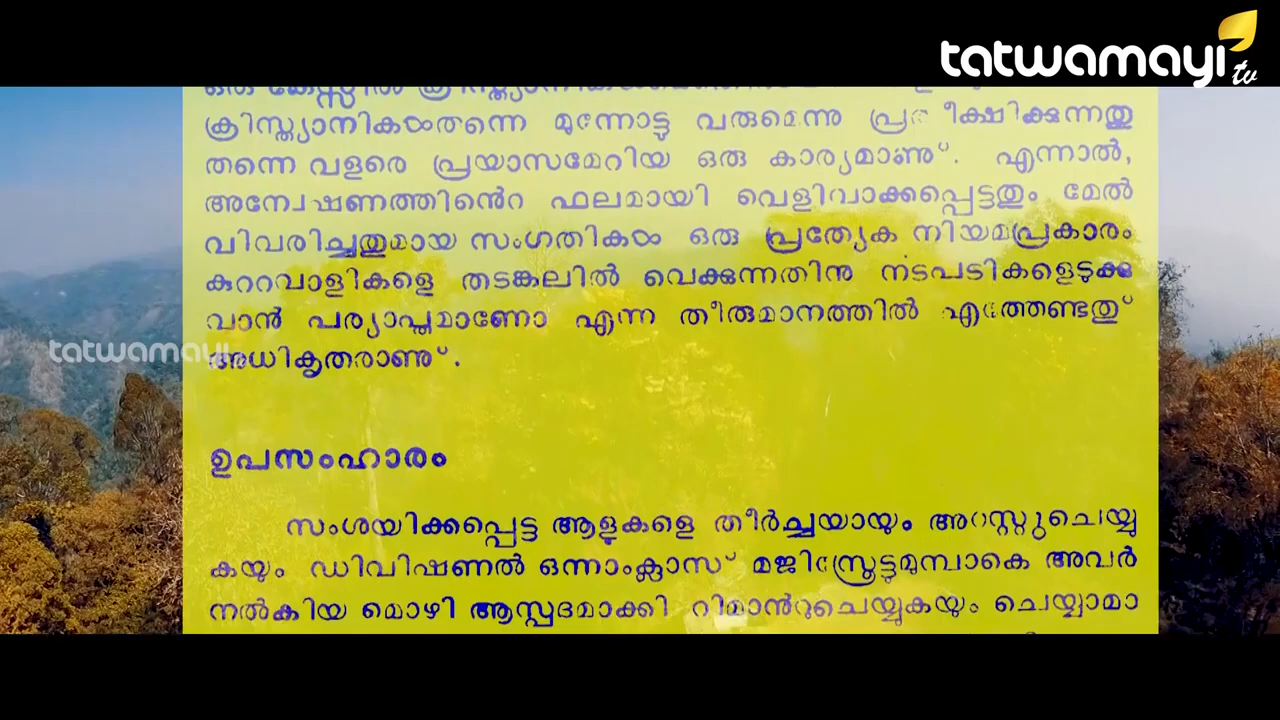 tatwamayi tv
ക്രിസ്ത്യാനികൾതന്നെ മുന്നോട്ടു വരുമെന്നു പ്രതീക്ഷിക്കുന്നതു
തന്നെ വളരെ പ്രയാസമേറിയ ഒരു കാര്യമാണു്. എന്നാൽ,
അന്വേഷണത്തിൻെറ ഫലമായി വെളിവാക്കപ്പെട്ടതും മേൽ
വിവരിച്ചതുമായ സംഗതികൾ ഒരു പ്രത്യേക നിയമപ്രകാരം
കുററവാളികളെ തടങ്കലിൽ വെക്കുന്നതിനു നടപടികളെടുക്കു
വാൻ പര്യാപ്തമാണോ എന്ന തീരുമാനത്തിൽ എത്തേണ്ടതു്
tatwamayi
അധികൃതരാണു്.
ഉപസംഹാരം
സംശയിക്കപ്പെട്ട ആളുകളെ തീർച്ചയായും അറസ്റ്റുചെയ്യു
കയും ഡിവിഷണൽ ഒന്നാംക്ലാസ് മജിസ്ട്രേട്ടുമുമ്പാകെ അവർ
നൽകിയ മൊഴി ആസ്പദമാക്കി റിമാൻറുചെയ്യുകയും ചെയ്യാമാ